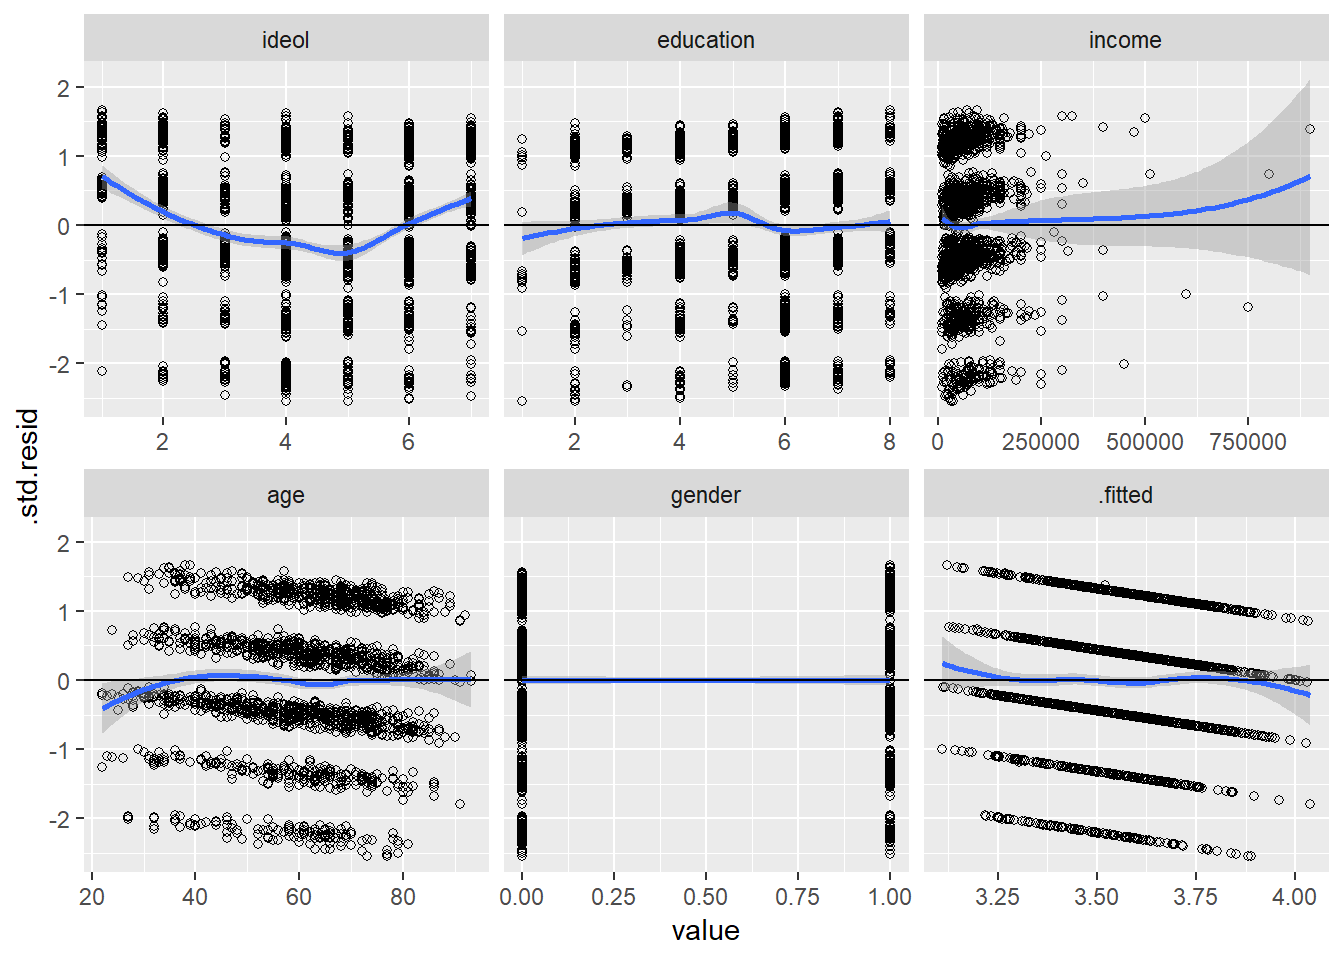 ideol education income
2
1
0
-1
-2
2 4 6 2 4 6 8 0 250000 500000 750000
.std.resid
age gender .fitted
2
1
0
-1
-2
20 40 60 80 0.00 0.25 0.50 0.75 1.00 3.25 3.50 3.75 4.00
value